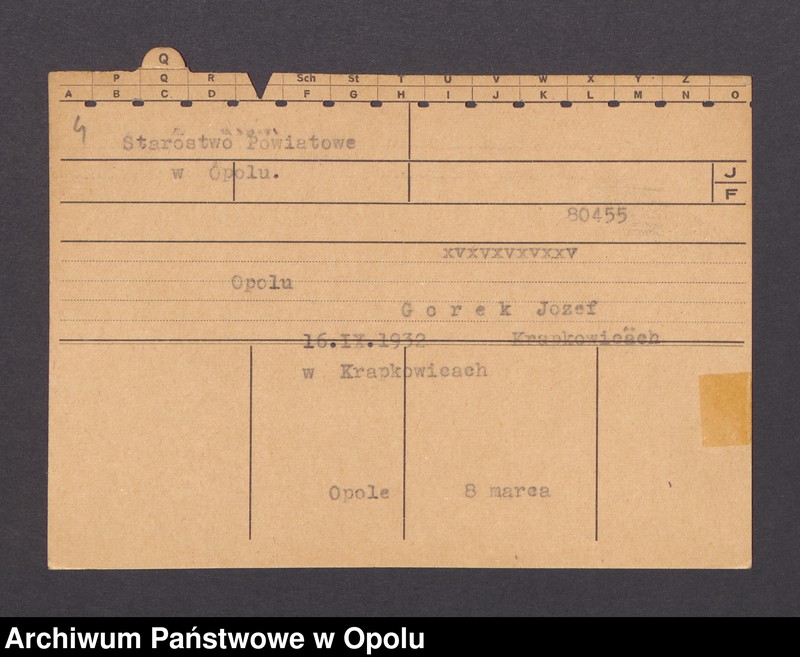 Q
P Q R Sch St T U V W X Y Z
A B C D F G H I J K L M N O
4
Starostwo Powiatowe
w Opolu.
J
F
80455
xvxvxvxvxxv
Opolu
G o r e k Jozef
16.IX.1932 Krapkowicach
w Krapkowicach
Opole 8 marca
Archiwum Państwowe w Opolu